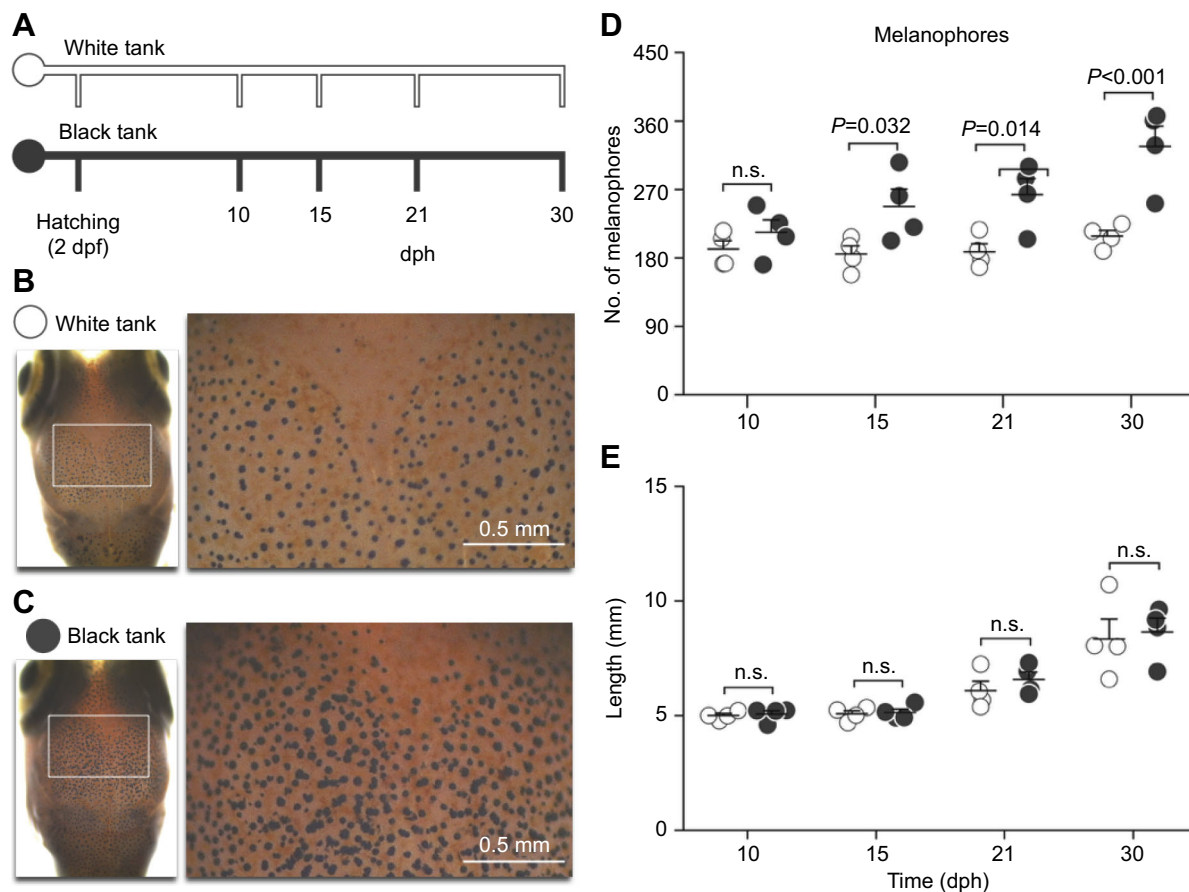 A
White tank
Black tank
Hatching
(2 dpf)
10
15
21
30
dph
B
White tank
0.5 mm
C
Black tank
0.5 mm
D
Melanophores
No. of melanophores
450
360
270
180
90
0
n.s.
P=0.032
P=0.014
P<0.001
10
15
21
30
E
Length (mm)
15
10
5
0
n.s.
n.s.
n.s.
n.s.
10
15
21
30
Time (dph)